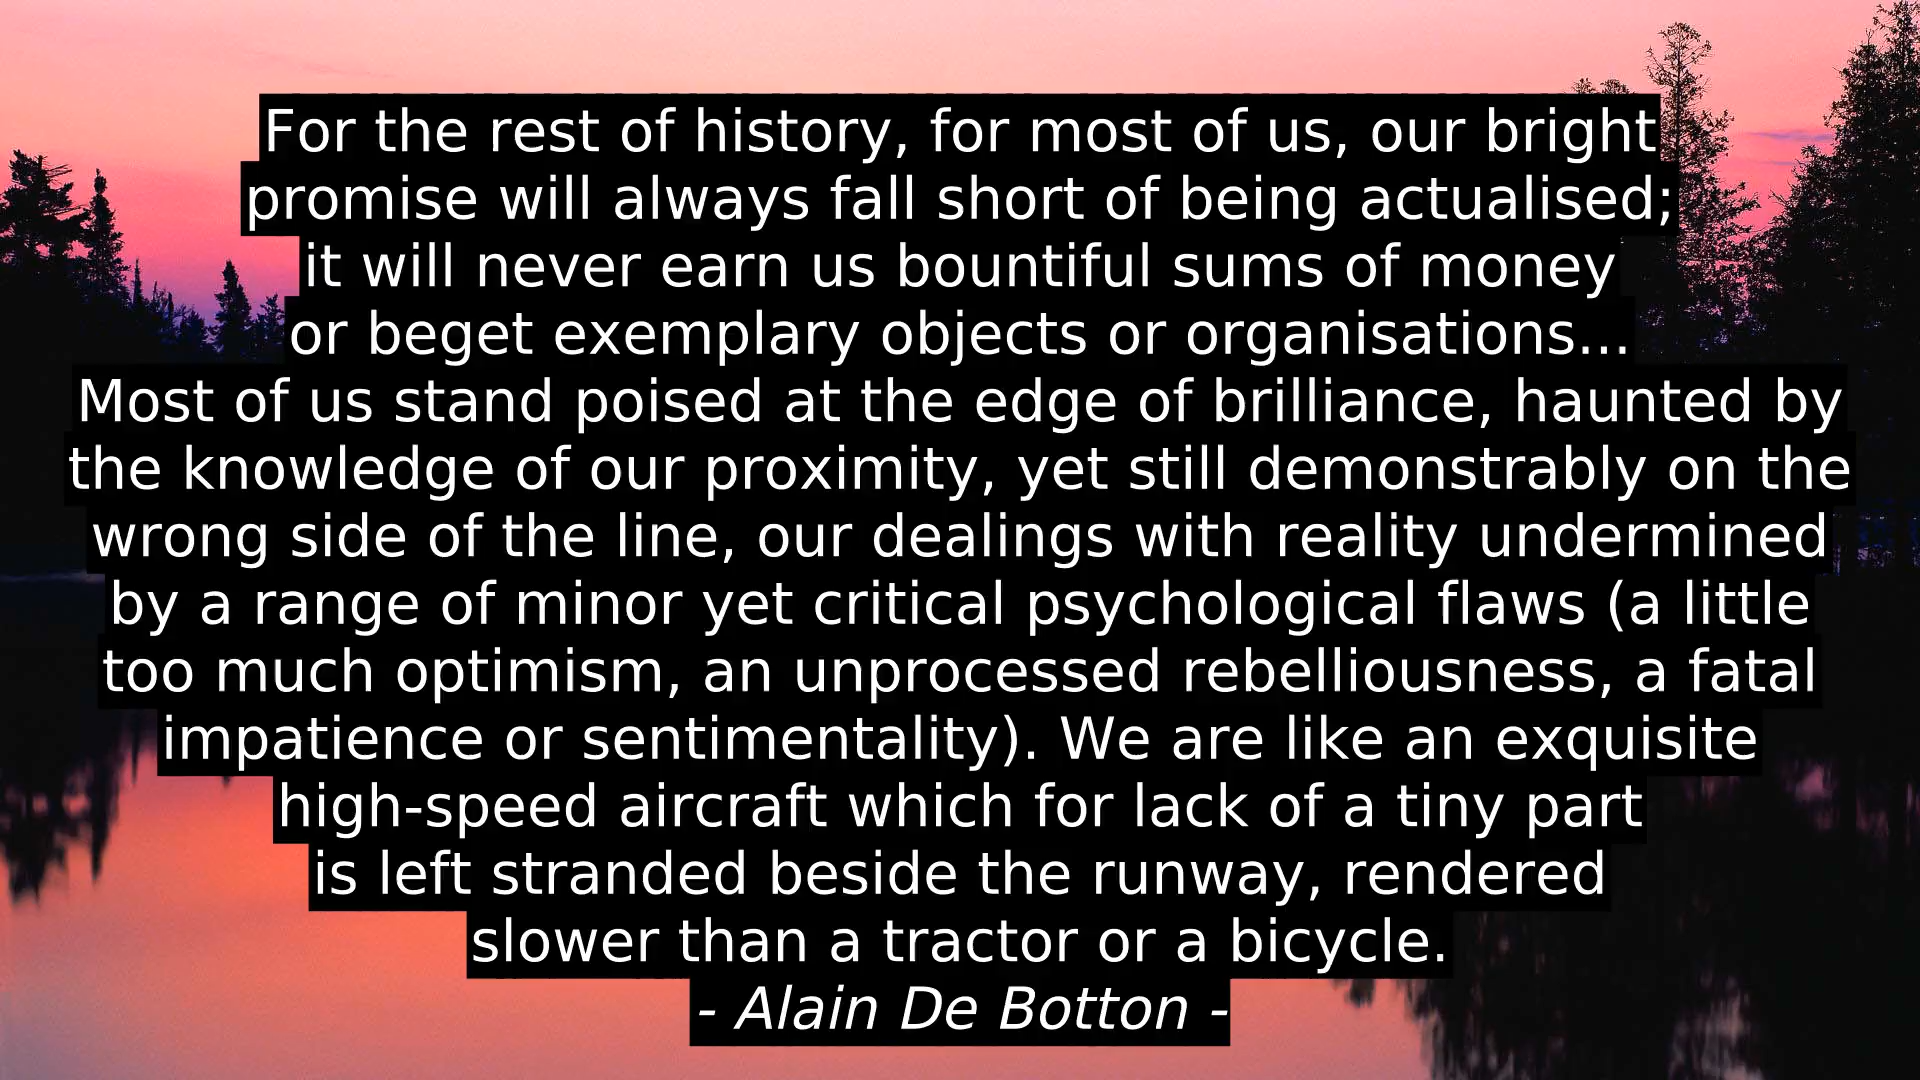 For the rest of history, for most of us, our bright
promise will always fall short of being actualised;
it will never earn us bountiful sums of money
or beget exemplary objects or organisations...
Most of us stand poised at the edge of brilliance, haunted by
the knowledge of our proximity, yet still demonstrably on the
wrong side of the line, our dealings with reality undermined
by a range of minor yet critical psychological flaws (a little
too much optimism, an unprocessed rebelliousness, a fatal
impatience or sentimentality). We are like an exquisite
high-speed aircraft which for lack of a tiny part
is left stranded beside the runway, rendered
slower than a tractor or a bicycle.
- Alain De Botton -